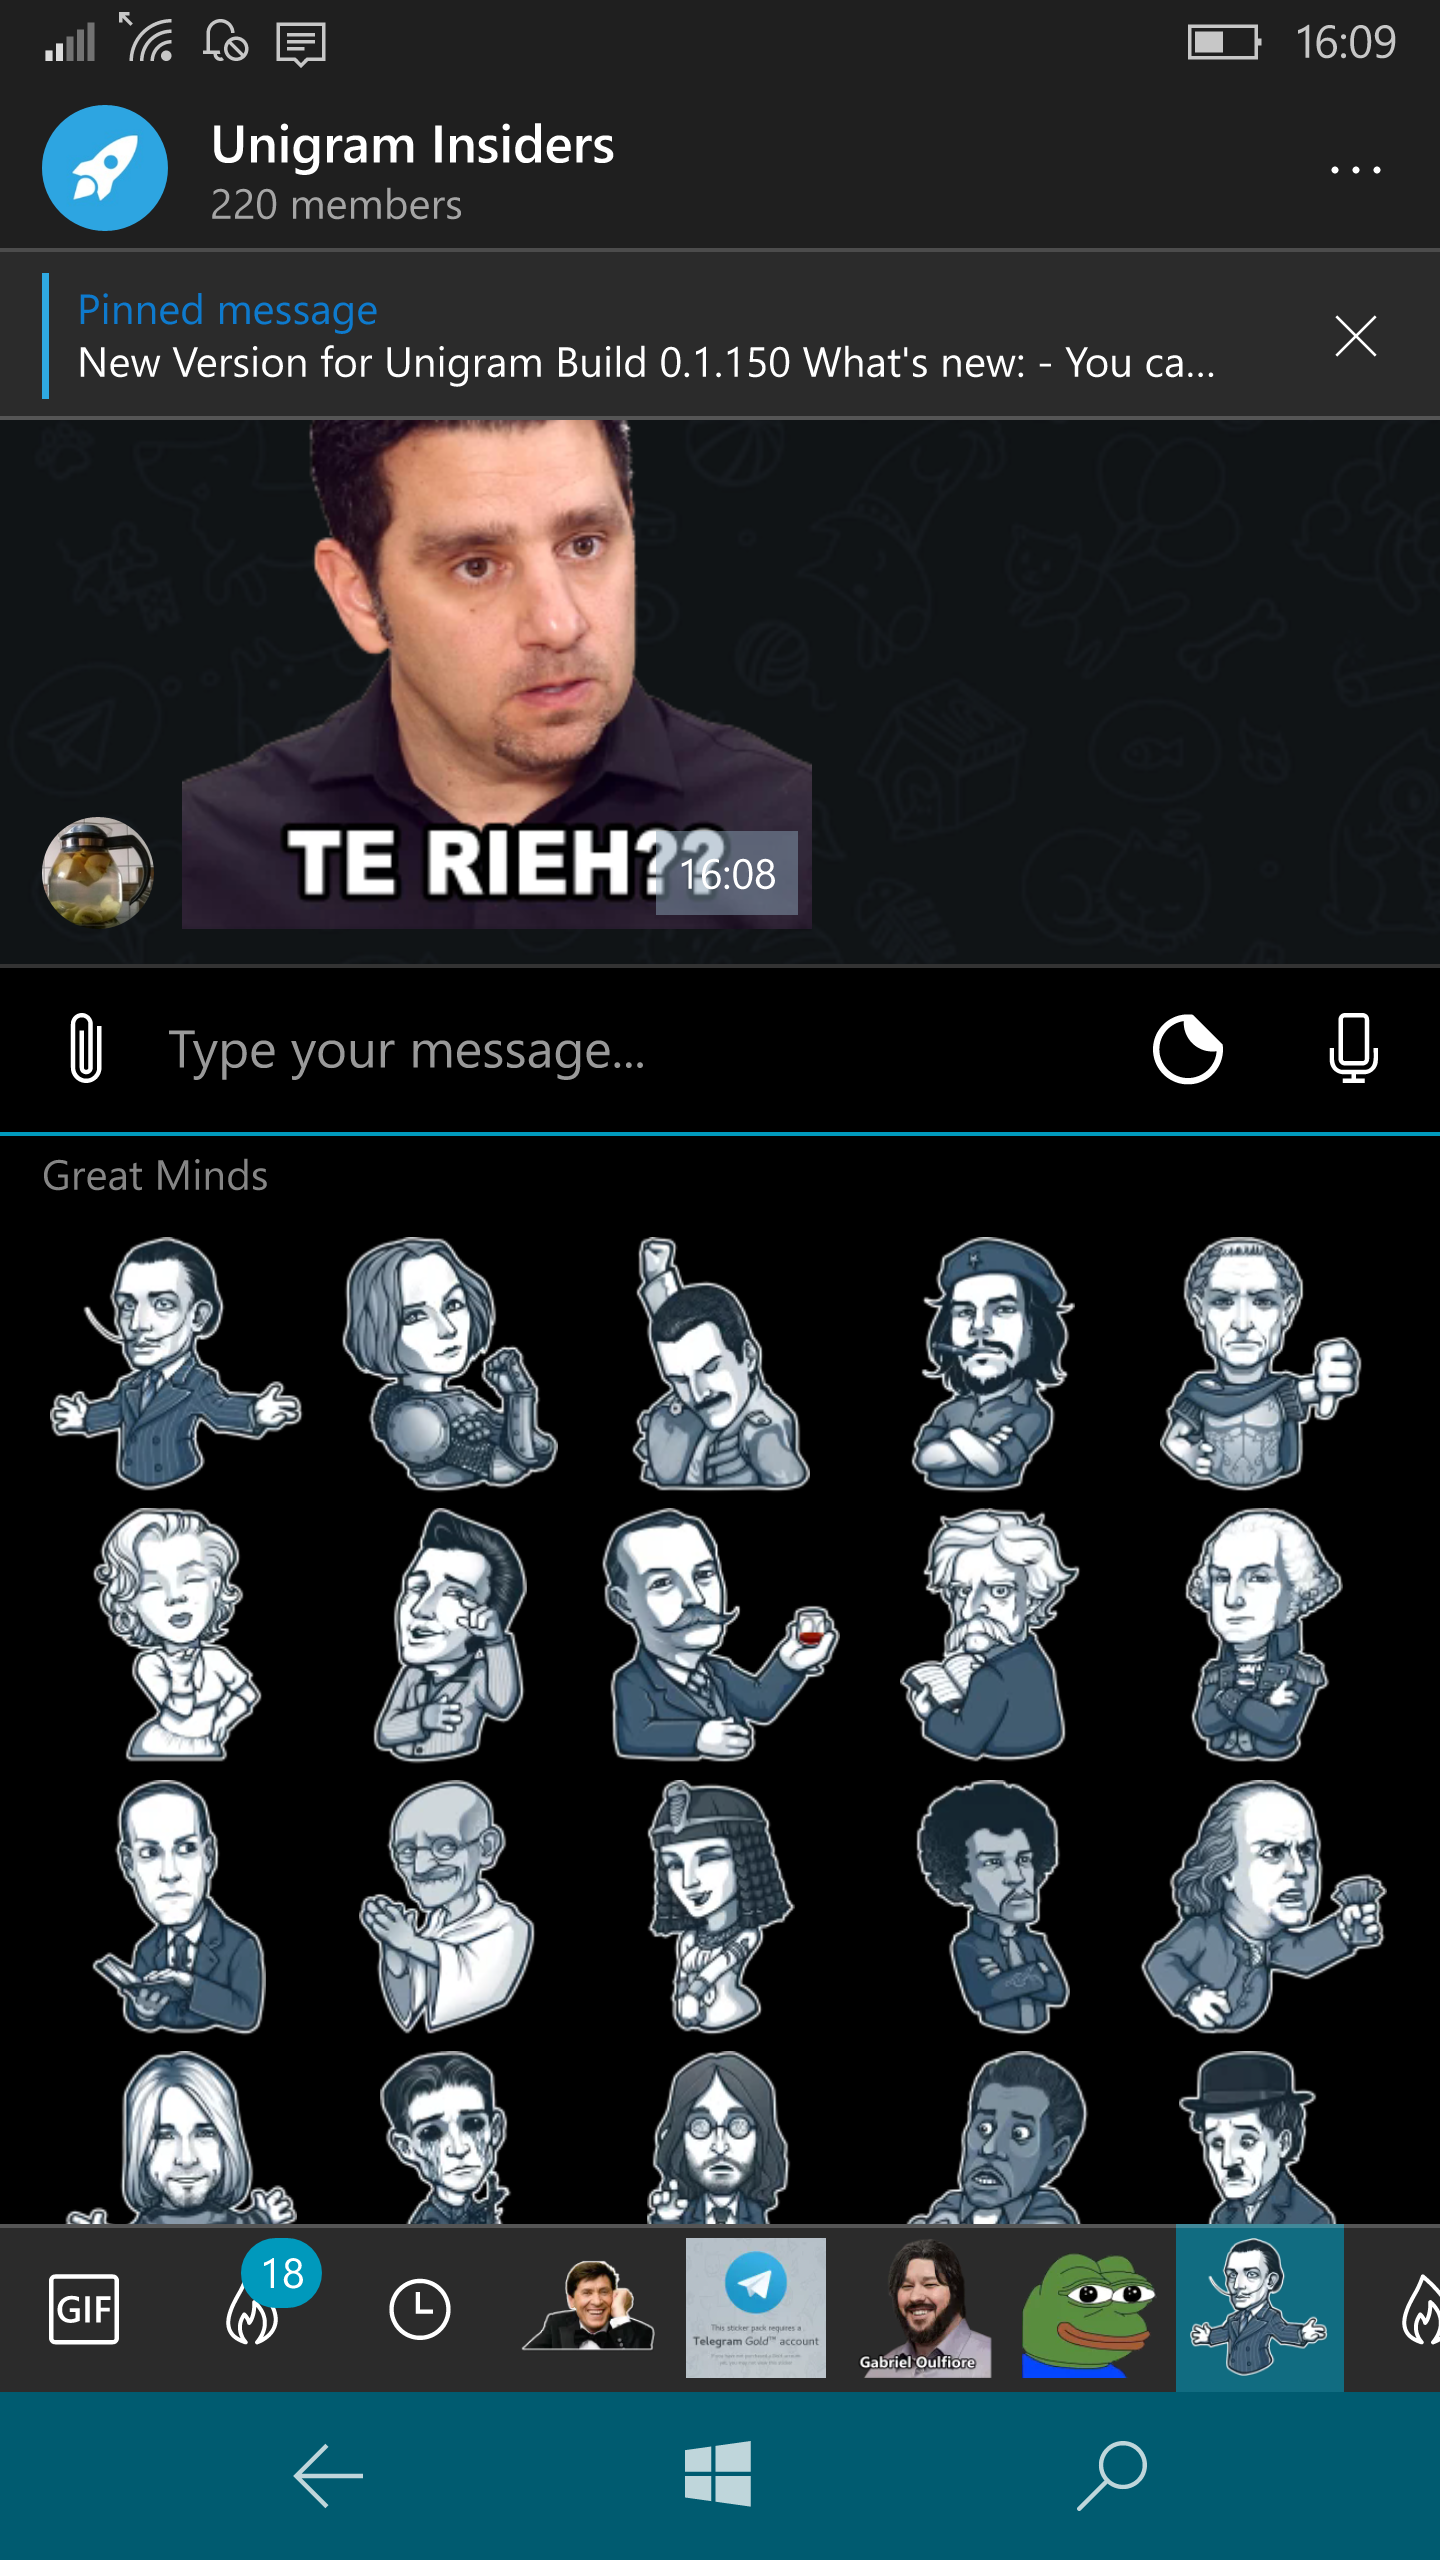 16:09
Unigram Insiders
220 members
Pinned message
New Version for Unigram Build 0.1.150 What's new: - You ca...
TE RIEH??
16:08
Type your message...
Great Minds
GIF
18
This sticker pack requires a
Telegram Gold™ account
Gabriel Oulfiore